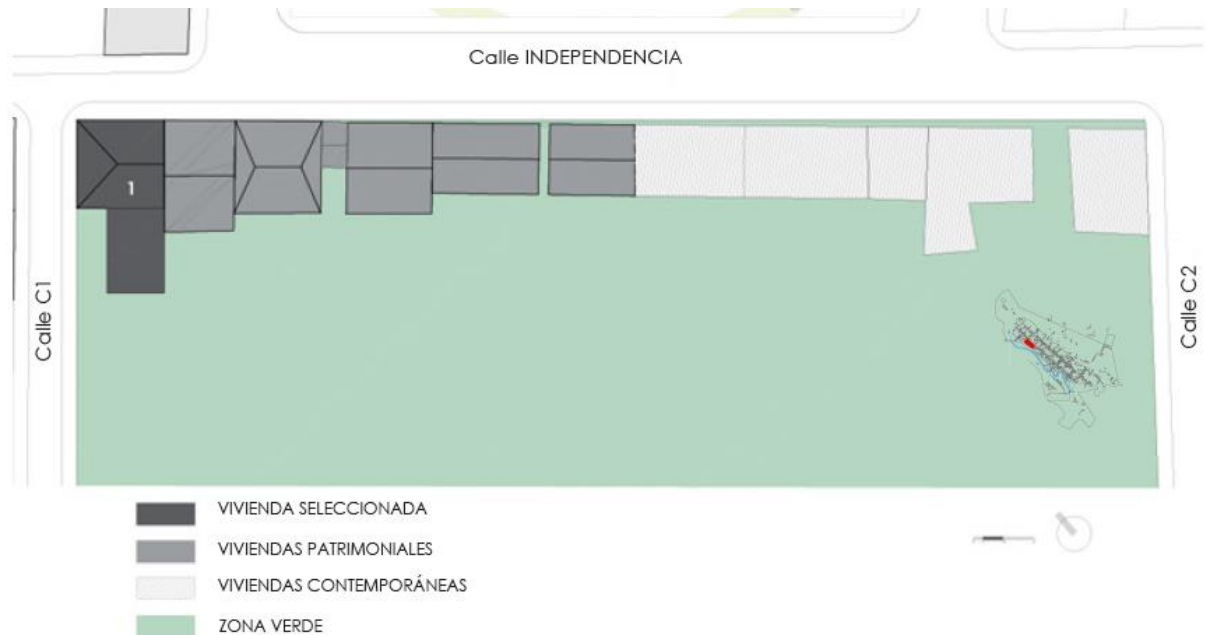 Calle INDEPENDENCIA
1
Calle C1
Calle C2
VIVIENDA SELECCIONADA
VIVIENDAS PATRIMONIALES
VIVIENDAS CONTEMPORÁNEAS
ZONA VERDE